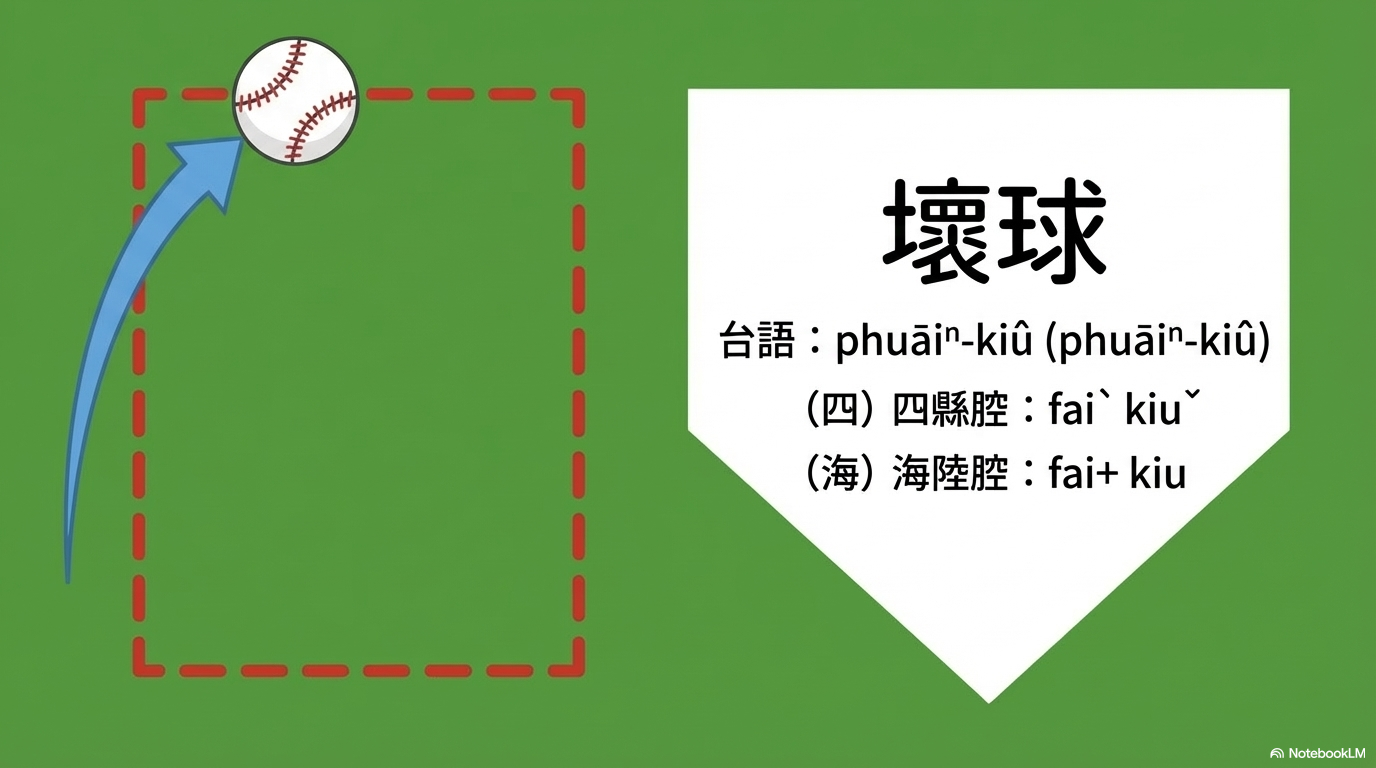 壞球
台語：phuāiⁿ-kiû (phuāiⁿ-kiû)
（四）四縣腔：faiˋ kiuˇ
（海）海陸腔：fai+ kiu
NotebookLM